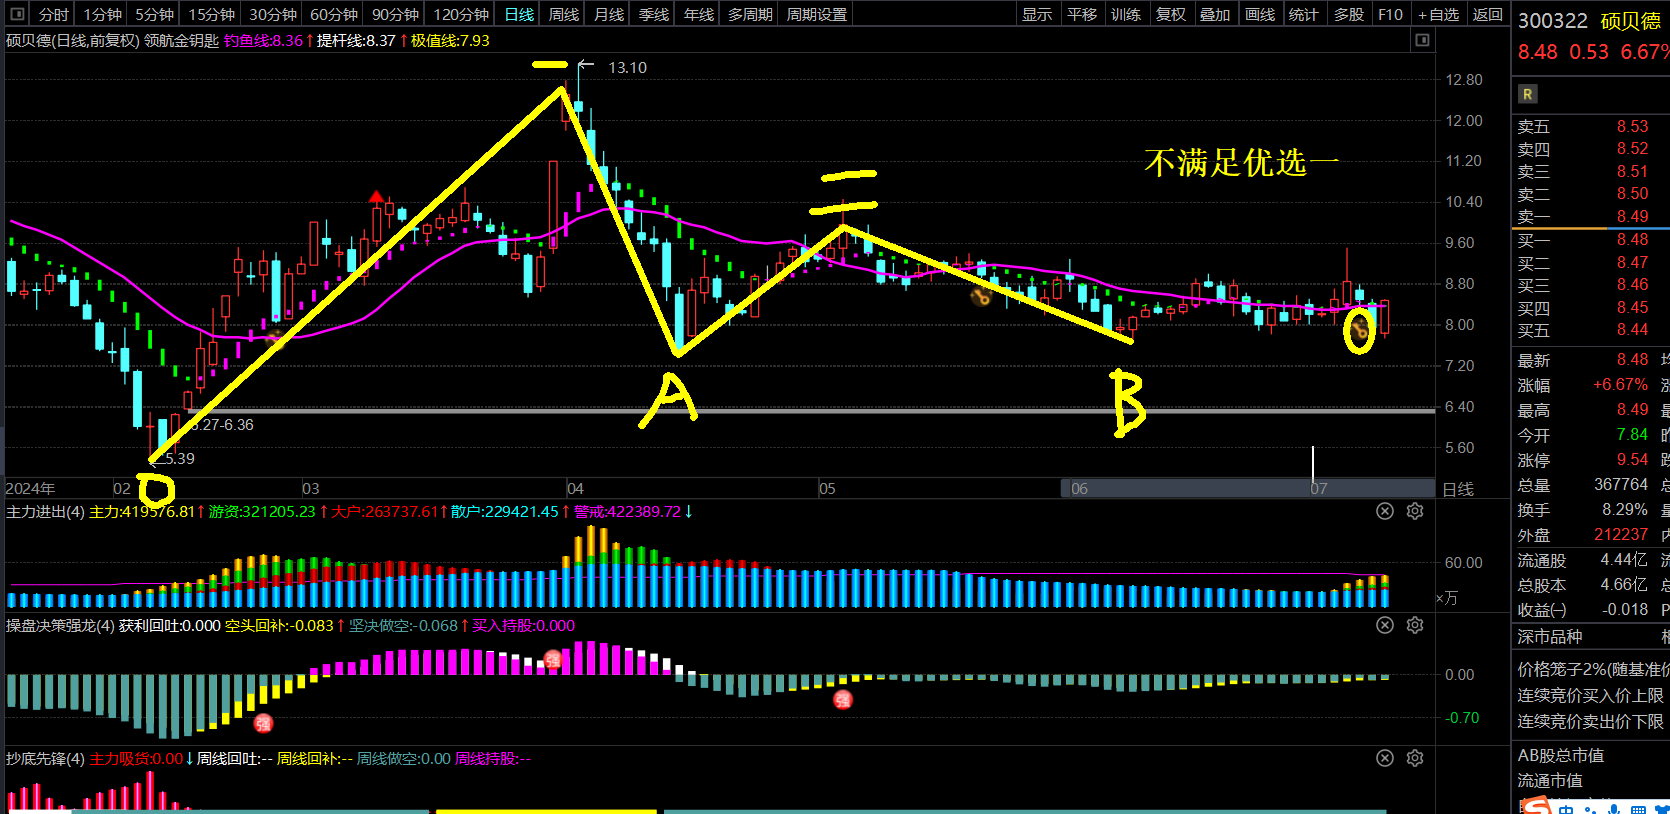 分时 1分钟 5分钟 15分钟 30分钟 60分钟 90分钟 120分钟 日线 周线 月线 季线 年线 多周期 周期设置 显示 平移 训练 复权 叠加 画线 统计 多股 F10 +自选 返回
300322 硕贝德
8.48 0.53 6.67%
硕贝德(日线,前复权) 领航金钥匙 钓鱼线:8.36↑提杆线:8.37↑极值线:7.93
R
13.10
一
二
不满足优选一
12.80
12.00
11.20
10.40
9.60
8.80
8.00
7.20
6.40
5.60
A
B
6.27-6.36
5.39
2024年 02 03 04 05 06 07 日线
卖五 8.53
卖四 8.52
卖三 8.51
卖二 8.50
卖一 8.49
买一 8.48
买二 8.47
买三 8.46
买四 8.45
买五 8.44
最新 8.48
涨幅 +6.67%
最高 8.49
今开 7.84
涨停 9.54
总量 367764
换手 8.29%
外盘 212237
流通股 4.44亿
总股本 4.66亿
收益(一) -0.018
深市品种
价格笼子2%(随基准价
连续竞价买入价上限
连续竞价卖出价下限
AB股总市值
流通市值
主力进出(4) 主力:419576.81↑游资:321205.23↑大户:263737.61↑散户:229421.45↑警戒:422389.72↓
60.00
×万
操盘决策强龙(4) 获利回吐:0.000 空头回补:-0.083↑坚决做空:-0.068↑买入持股:0.000
强
强
强
0.00
-0.70
抄底先锋(4) 主力吸货:0.00↓周线回吐:-- 周线回补:-- 周线做空:0.00 周线持股:--
中